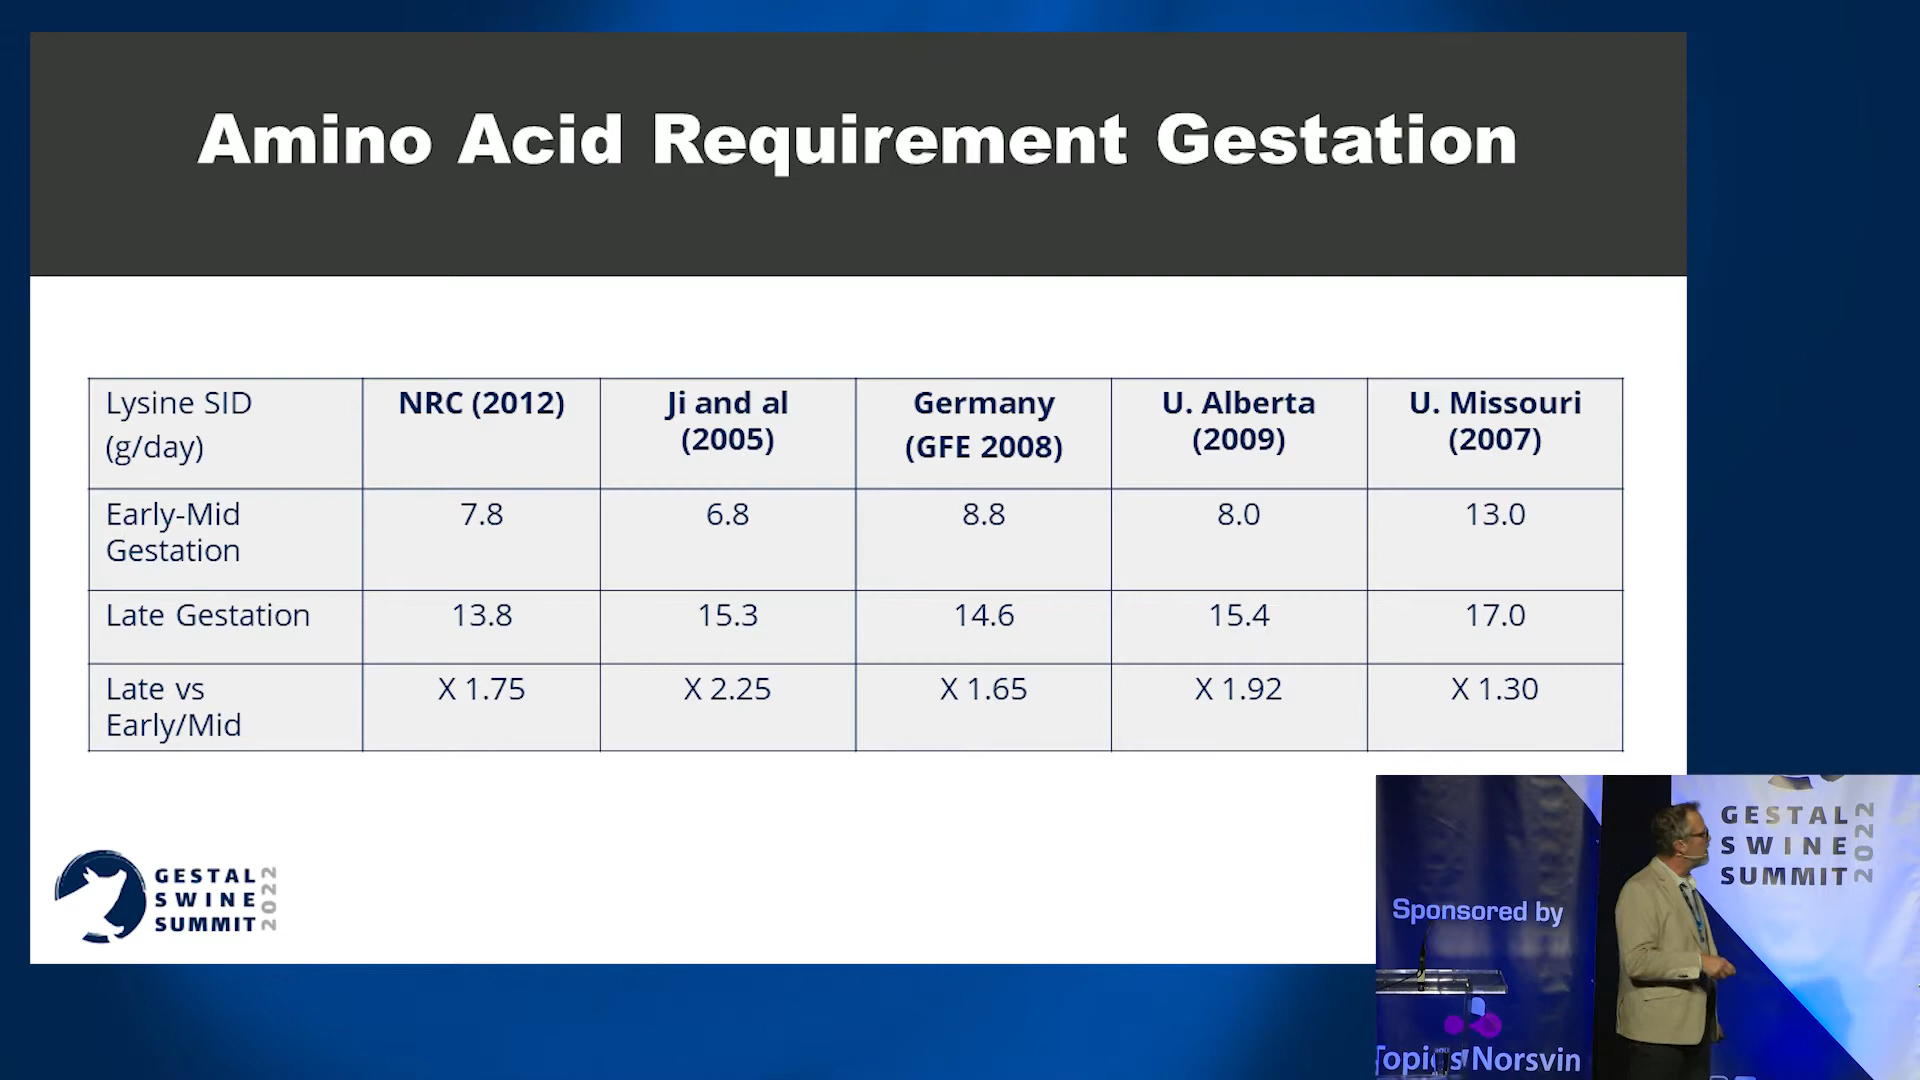 Amino Acid Requirement Gestation
Lysine SID
(g/day)
NRC (2012)
Ji and al
(2005)
Germany
(GFE 2008)
U. Alberta
(2009)
U. Missouri
(2007)
Early-Mid
Gestation
7.8
6.8
8.8
8.0
13.0
Late Gestation
13.8
15.3
14.6
15.4
17.0
Late vs
Early/Mid
X 1.75
X 2.25
X 1.65
X 1.92
X 1.30
GESTAL
SWINE
SUMMIT
2022
GESTAL
SWINE
SUMMIT
2022
Sponsored by
Norsvin